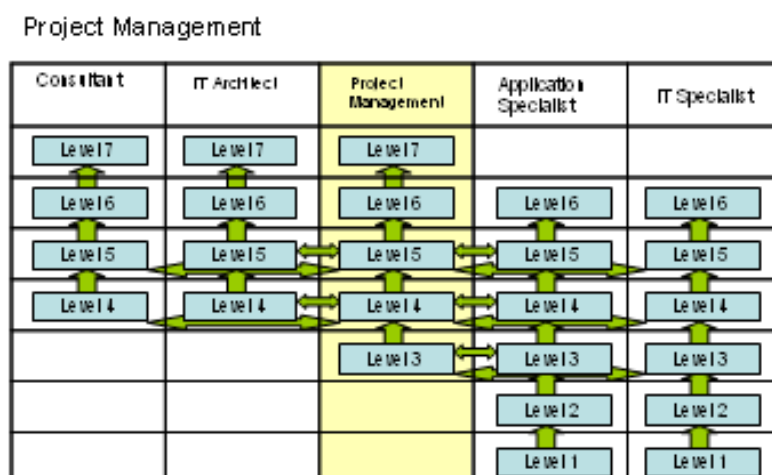 Project Management
Consultant
IT Architect
Project
Management
Application
Specialist
IT Specialist
Level 7
Level 7
Level 7
Level 6
Level 6
Level 6
Level 6
Level 6
Level 5
Level 5
Level 5
Level 5
Level 5
Level 4
Level 4
Level 4
Level 4
Level 4
Level 3
Level 3
Level 3
Level 2
Level 2
Level 1
Level 1